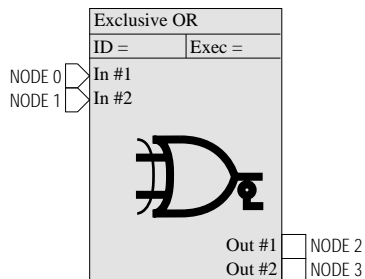 Exclusive OR
ID =
Exec =
NODE 0
In #1
NODE 1
In #2
Out #1
NODE 2
Out #2
NODE 3